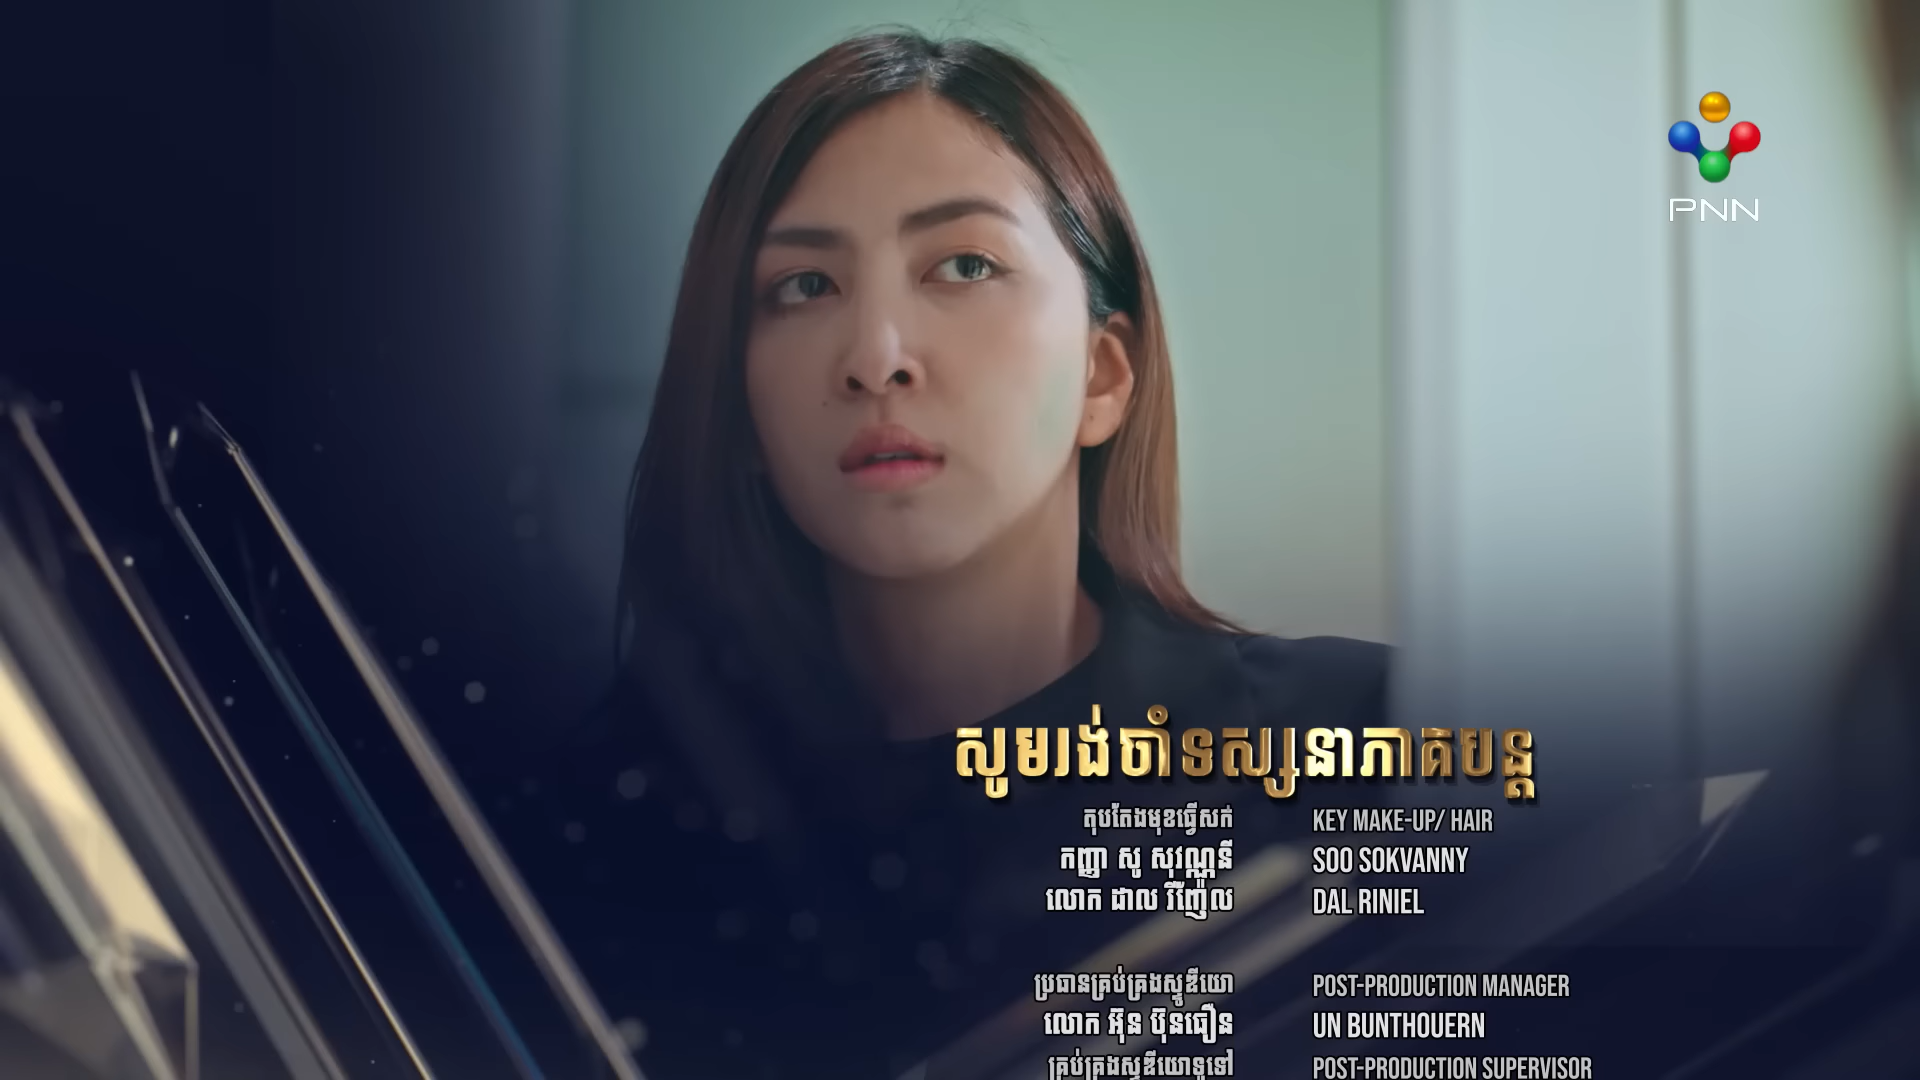 PNN
សូមរង់ចាំទស្សនាភាគបន្ត
តុបតែងមុខធ្វើសក់ KEY MAKE-UP/ HAIR
កញ្ញា សូ សុវណ្ណនី SOO SOKVANNY
លោក ដាល រីញ៉ែល DAL RINIEL
ប្រធានគ្រប់គ្រងស្ទូឌីយោ POST-PRODUCTION MANAGER
លោក អ៊ុន ប៊ុនធឿន UN BUNTHOUERN
គ្រប់គ្រងស្ទូឌីយោទូទៅ POST-PRODUCTION SUPERVISOR